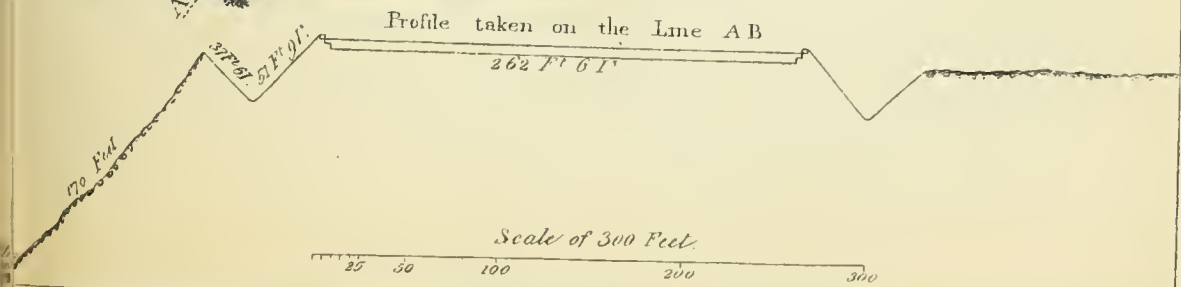 Profile taken on the Line A B
37 Ft 6 I.
51 Ft 9 I.
262 Ft 6 Is
170 Feet
Scale of 300 Feet.
25 50 100 200 300